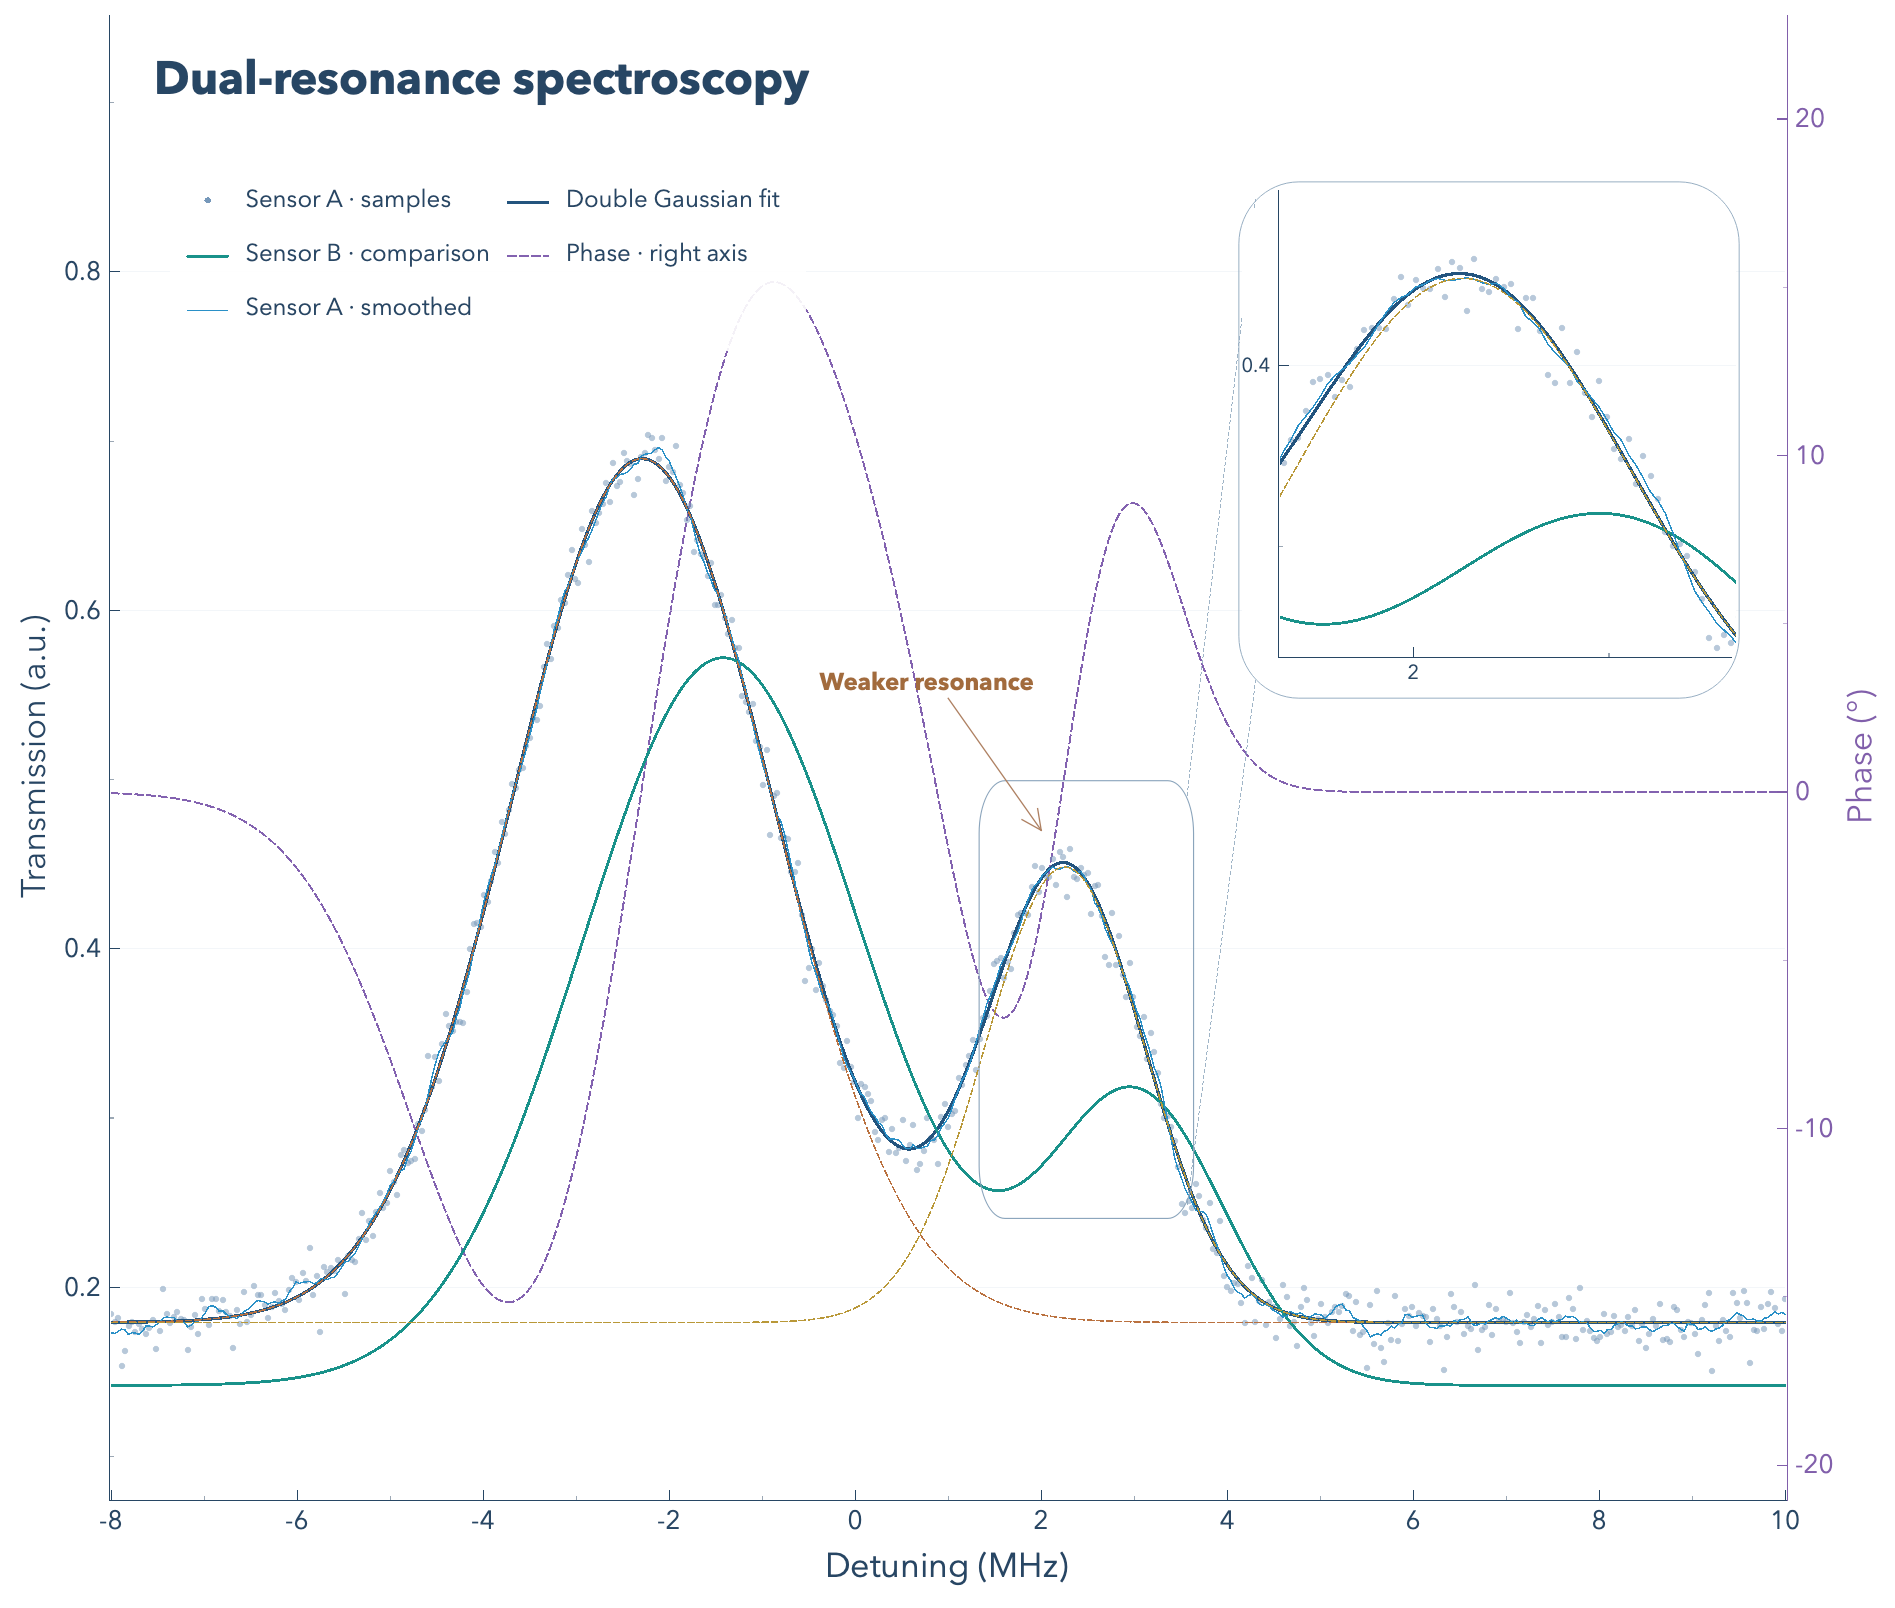 Dual-resonance spectroscopy
Sensor A · samples
Double Gaussian fit
Sensor B · comparison
Phase · right axis
Sensor A · smoothed
Weaker resonance
Transmission (a.u.)
0.8
0.6
0.4
0.2
Detuning (MHz)
-8 -6 -4 -2 0 2 4 6 8 10
Phase (°)
20
10
0
-10
-20
0.4
2